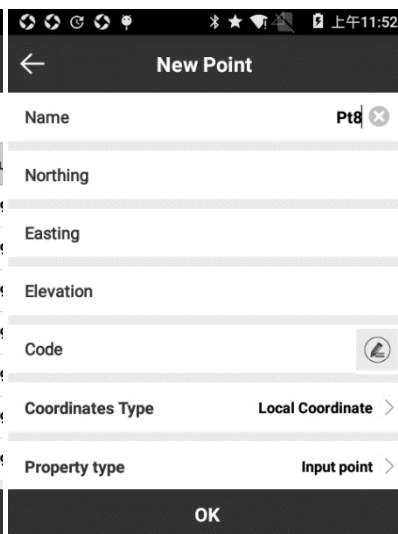 上午11:52
New Point
Name Pt8
Northing
Easting
Elevation
Code
Coordinates Type Local Coordinate
Property type Input point
OK